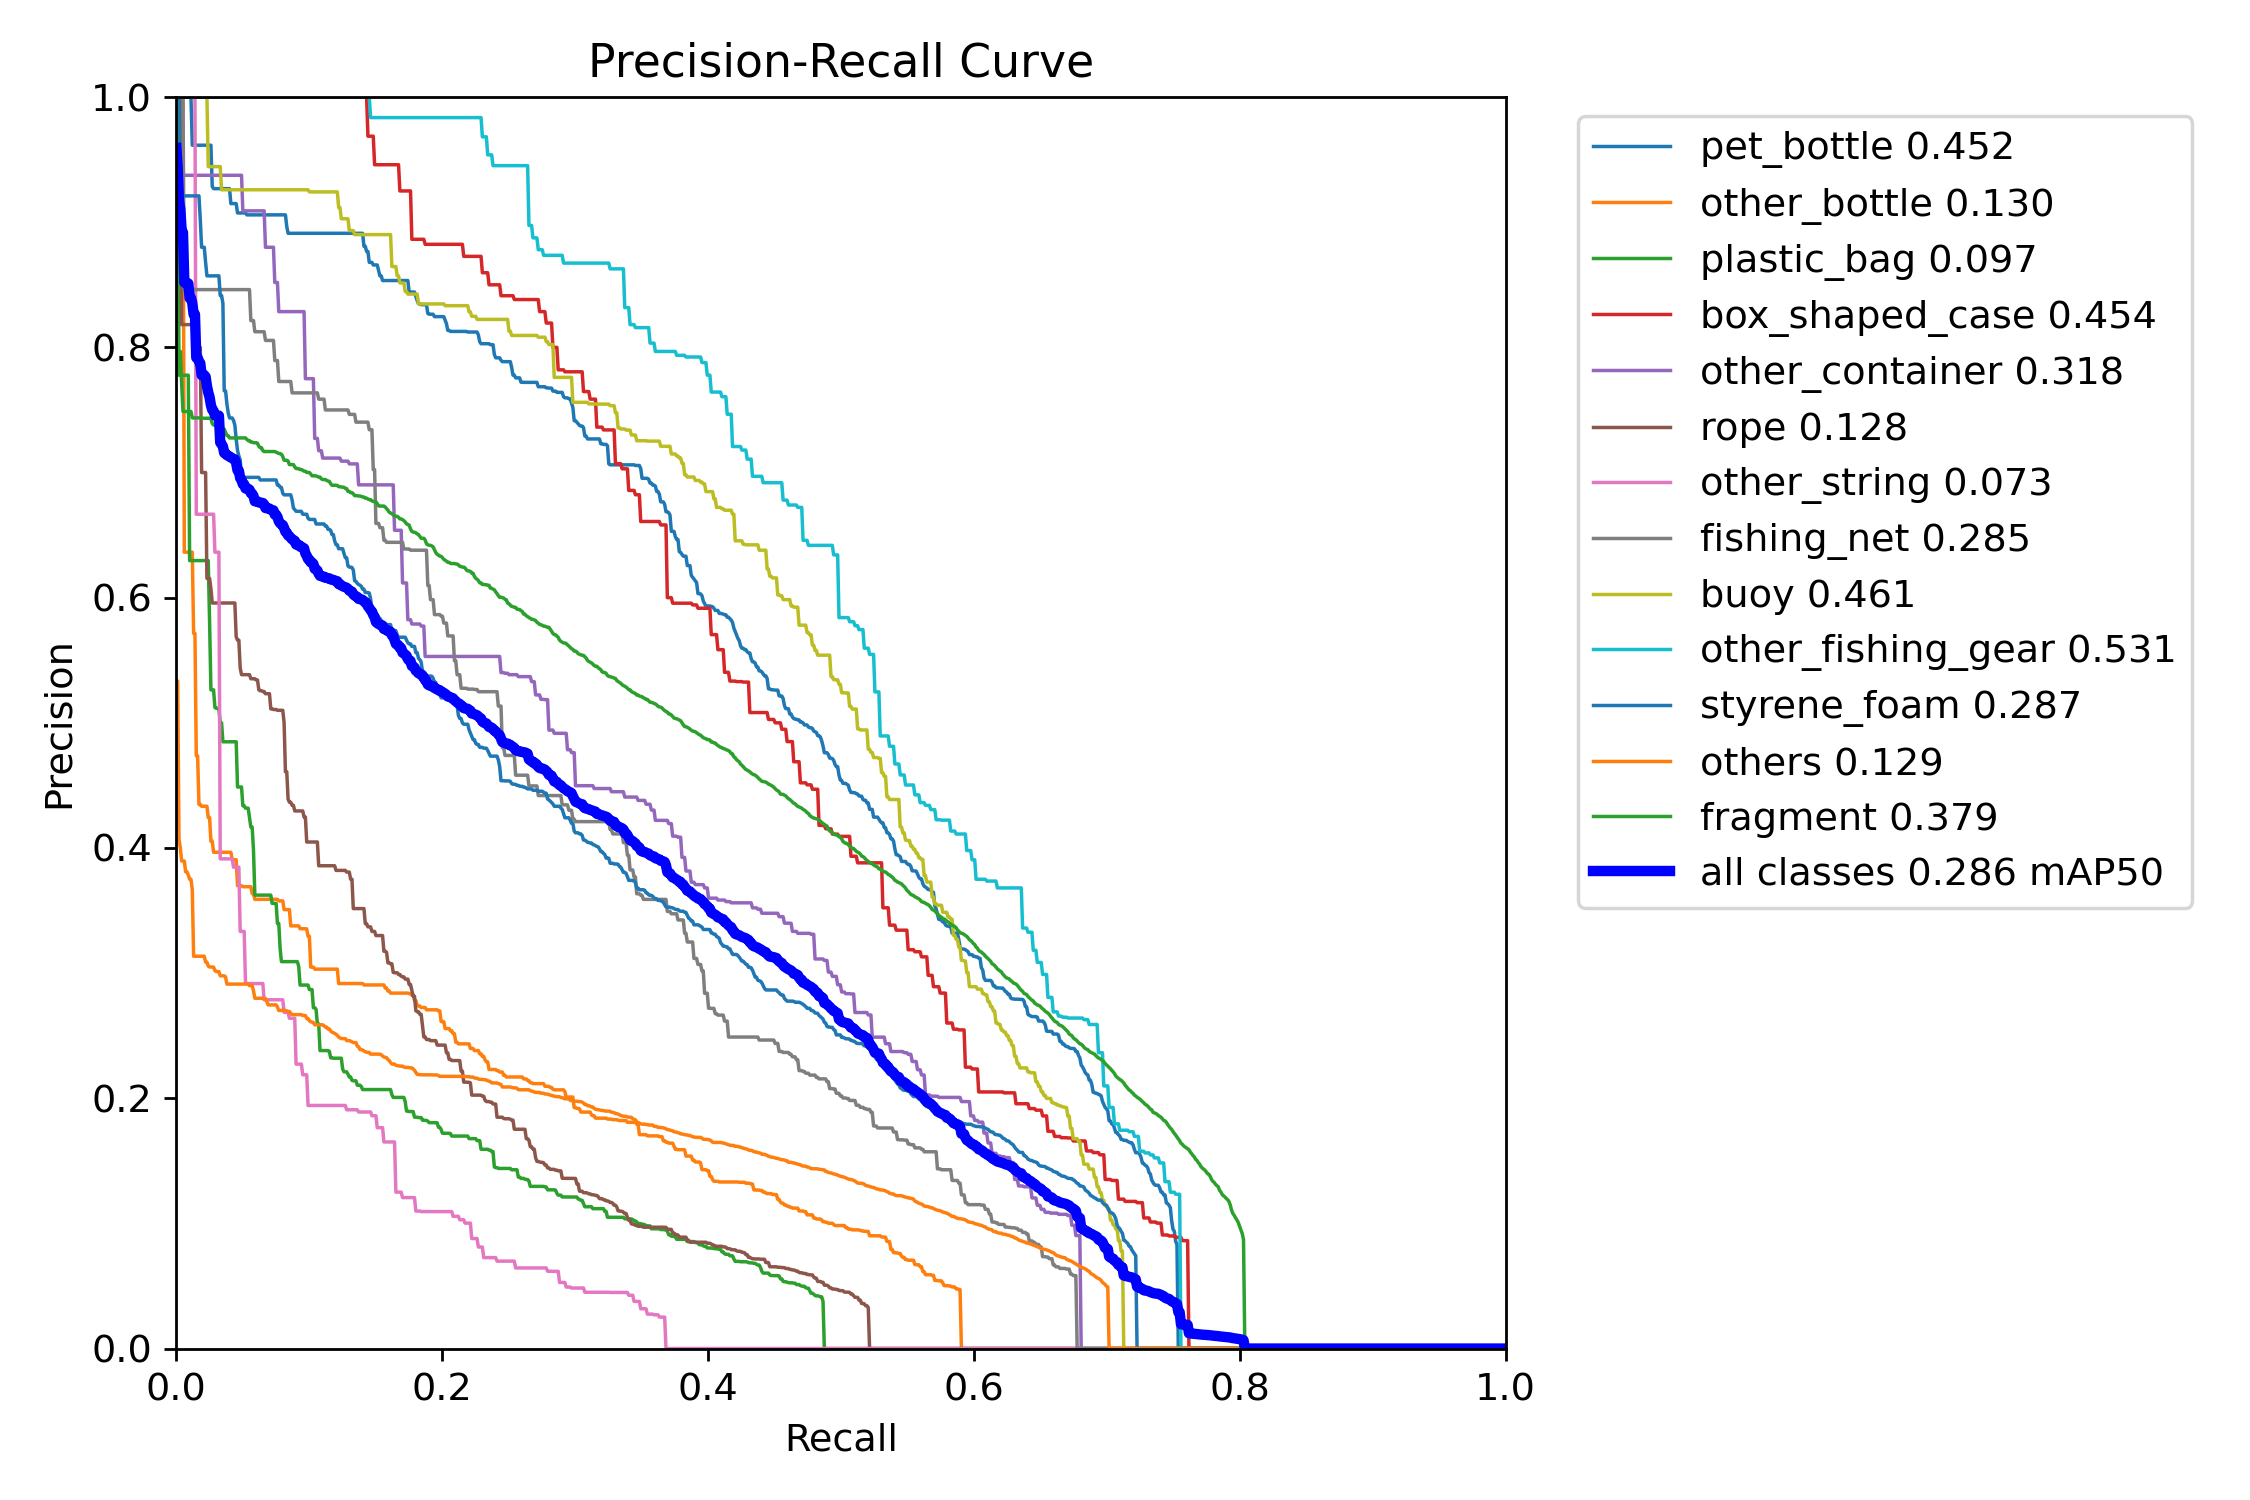 Precision-Recall Curve
1.0
0.8
0.6
0.4
0.2
0.0
Precision
0.0 0.2 0.4 0.6 0.8 1.0
Recall
pet_bottle 0.452
other_bottle 0.130
plastic_bag 0.097
box_shaped_case 0.454
other_container 0.318
rope 0.128
other_string 0.073
fishing_net 0.285
buoy 0.461
other_fishing_gear 0.531
styrene_foam 0.287
others 0.129
fragment 0.379
all classes 0.286 mAP50